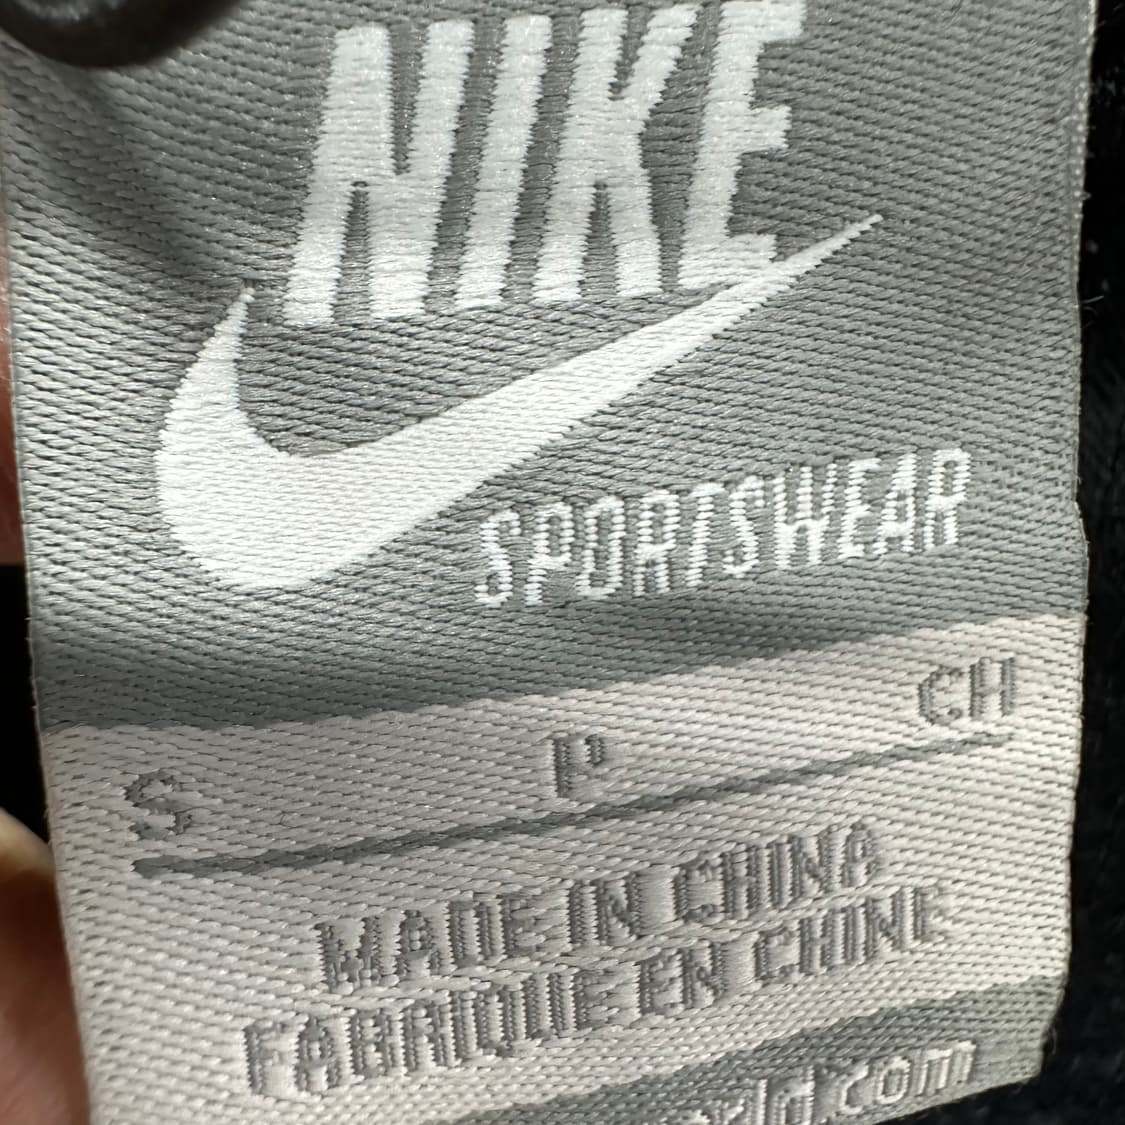 NIKE
SPORTSWEAR
S P CH
MADE IN CHINA
FABRIQUE EN CHINE